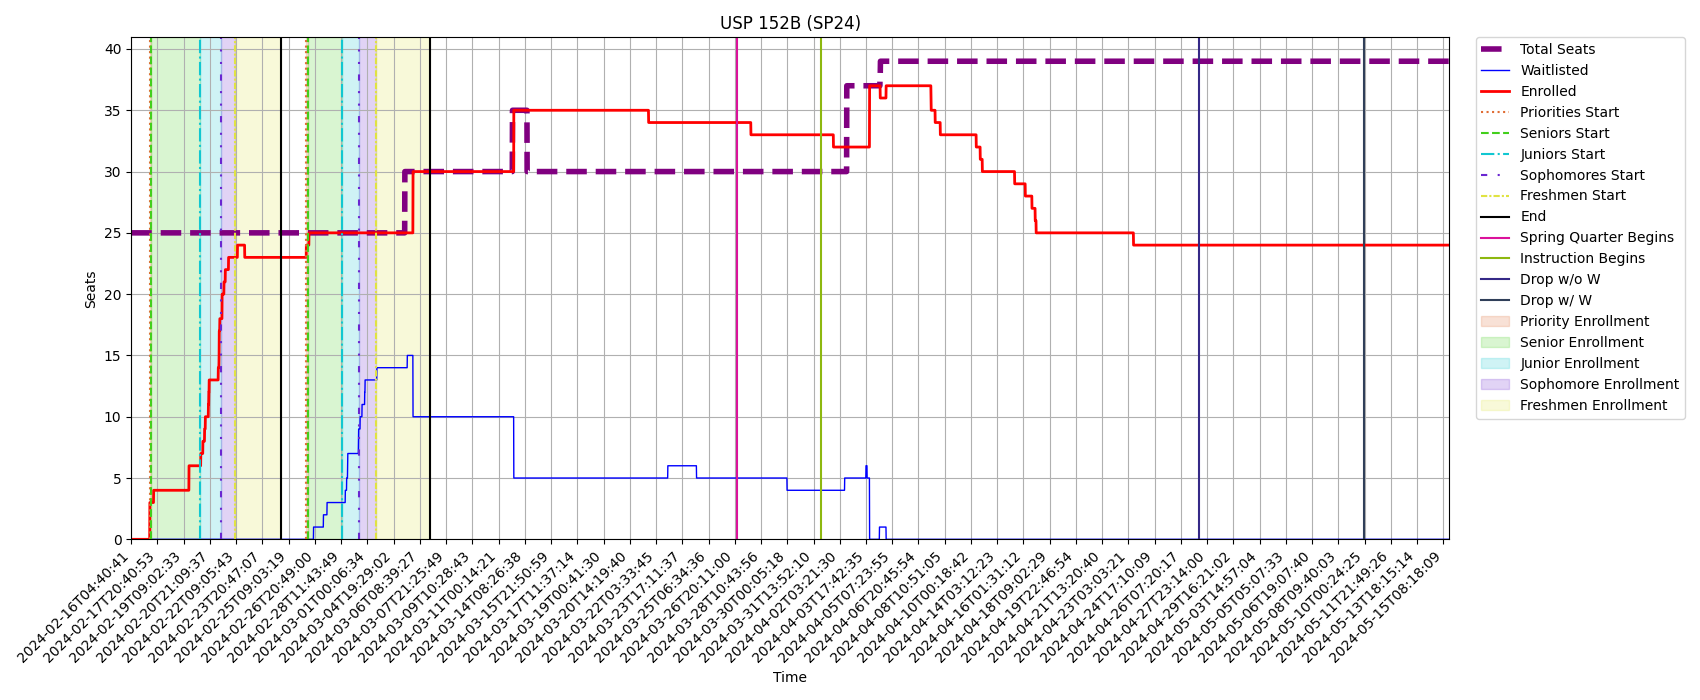 USP 152B (SP24)
40
35
30
25
20
15
10
5
0
Seats
2024-02-16T04:40:41
2024-02-17T20:40:53
2024-02-19T09:02:33
2024-02-20T21:09:37
2024-02-22T09:05:43
2024-02-23T20:47:07
2024-02-25T09:03:19
2024-02-26T20:49:00
2024-02-28T11:43:49
2024-03-01T00:06:34
2024-03-04T19:29:02
2024-03-06T08:39:27
2024-03-07T21:25:49
2024-03-09T10:28:43
2024-03-11T00:14:21
2024-03-14T08:26:38
2024-03-15T21:50:59
2024-03-17T11:37:14
2024-03-19T00:41:30
2024-03-20T14:19:40
2024-03-22T03:33:45
2024-03-23T17:11:37
2024-03-25T06:34:36
2024-03-26T20:11:00
2024-03-28T10:43:56
2024-03-30T00:05:18
2024-03-31T13:52:10
2024-04-02T03:21:30
2024-04-03T17:42:35
2024-04-05T07:23:55
2024-04-06T20:45:54
2024-04-08T10:51:05
2024-04-10T00:18:42
2024-04-14T03:12:23
2024-04-16T01:31:12
2024-04-18T09:02:29
2024-04-19T22:46:54
2024-04-21T13:20:40
2024-04-23T03:03:21
2024-04-24T17:10:09
2024-04-26T07:20:17
2024-04-27T23:14:00
2024-04-29T16:21:02
2024-05-03T14:57:04
2024-05-05T05:07:33
2024-05-06T19:07:40
2024-05-08T09:40:03
2024-05-10T00:24:25
2024-05-11T21:49:26
2024-05-13T18:15:14
2024-05-15T08:18:09
Time
Total Seats
Waitlisted
Enrolled
Priorities Start
Seniors Start
Juniors Start
Sophomores Start
Freshmen Start
End
Spring Quarter Begins
Instruction Begins
Drop w/o W
Drop w/ W
Priority Enrollment
Senior Enrollment
Junior Enrollment
Sophomore Enrollment
Freshmen Enrollment